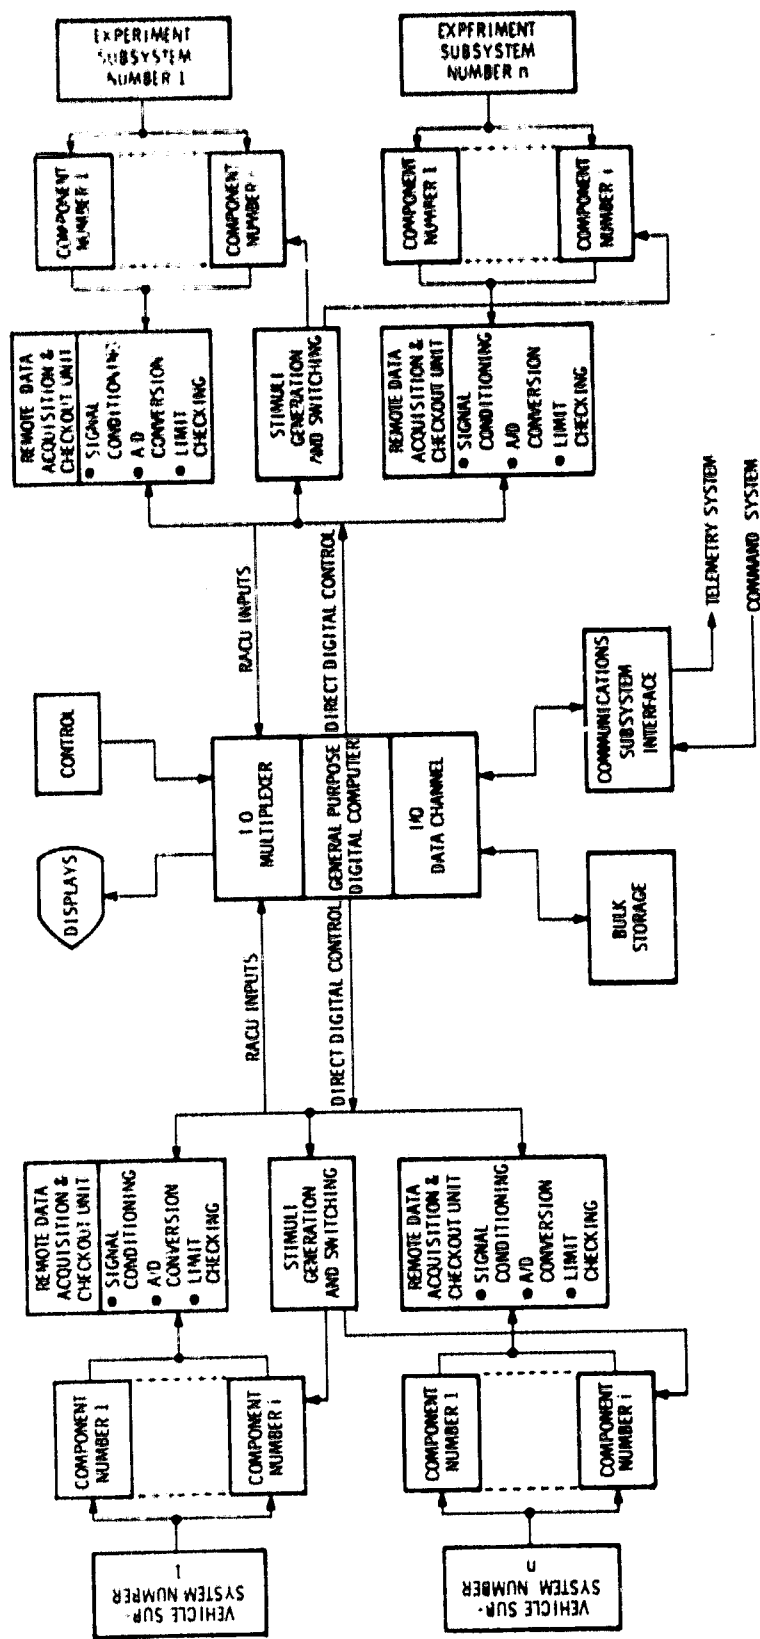 VEHICLE SUB-
SYSTEM NUMBER
1
COMPONENT
NUMBER 1
COMPONENT
NUMBER i
REMOTE DATA
ACQUISITION &
CHECKOUT UNIT
● SIGNAL
CONDITIONING
● A/D
CONVERSION
● LIMIT
CHECKING
STIMULI
GENERATION
AND SWITCHING
VEHICLE SUB-
SYSTEM NUMBER
n
COMPONENT
NUMBER 1
COMPONENT
NUMBER i
REMOTE DATA
ACQUISITION &
CHECKOUT UNIT
● SIGNAL
CONDITIONING
● A/D
CONVERSION
● LIMIT
CHECKING
RACU INPUTS
DIRECT DIGITAL CONTROL
DISPLAYS
CONTROL
I O
MULTIPLEXER
GENERAL PURPOSE
DIGITAL COMPUTER
I/O
DATA CHANNEL
BULK
STORAGE
COMMUNICATIONS
SUBSYSTEM
INTERFACE
TELEMETRY SYSTEM
COMMAND SYSTEM
RACU INPUTS
DIRECT DIGITAL CONTROL
REMOTE DATA
ACQUISITION &
CHECKOUT UNIT
● SIGNAL
CONDITIONING
● A D
CONVERSION
● LIMIT
CHECKING
STIMULI
GENERATION
AND SWITCHING
REMOTE DATA
ACQUISITION &
CHECKOUT UNIT
● SIGNAL
CONDITIONING
● A/D
CONVERSION
● LIMIT
CHECKING
COMPONENT
NUMBER 1
COMPONENT
NUMBER i
EXPERIMENT
SUBSYSTEM
NUMBER 1
COMPONENT
NUMBER 1
COMPONENT
NUMBER i
EXPERIMENT
SUBSYSTEM
NUMBER n